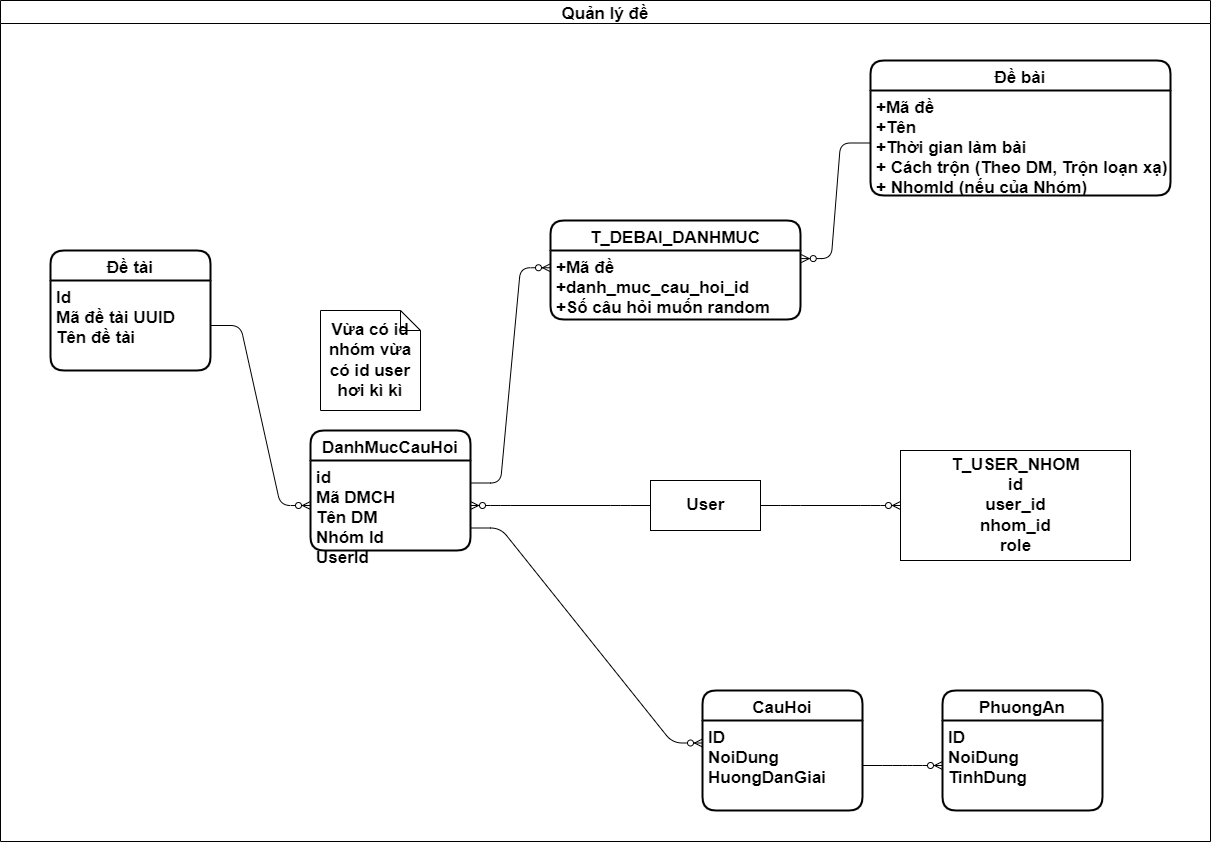 Quản lý đề
Đề bài
+Mã đề
+Tên
+Thời gian làm bài
+ Cách trộn (Theo DM, Trộn loạn xạ)
+ NhomId (nếu của Nhóm)
T_DEBAI_DANHMUC
+Mã đề
+danh_muc_cau_hoi_id
+Số câu hỏi muốn random
Đề tài
Id
Mã đề tài UUID
Tên đề tài
Vừa có id
nhóm vừa
có id user
hơi kì kì
DanhMucCauHoi
id
Mã DMCH
Tên DM
Nhóm Id
UserId
User
T_USER_NHOM
id
user_id
nhom_id
role
CauHoi
ID
NoiDung
HuongDanGiai
PhuongAn
ID
NoiDung
TinhDung